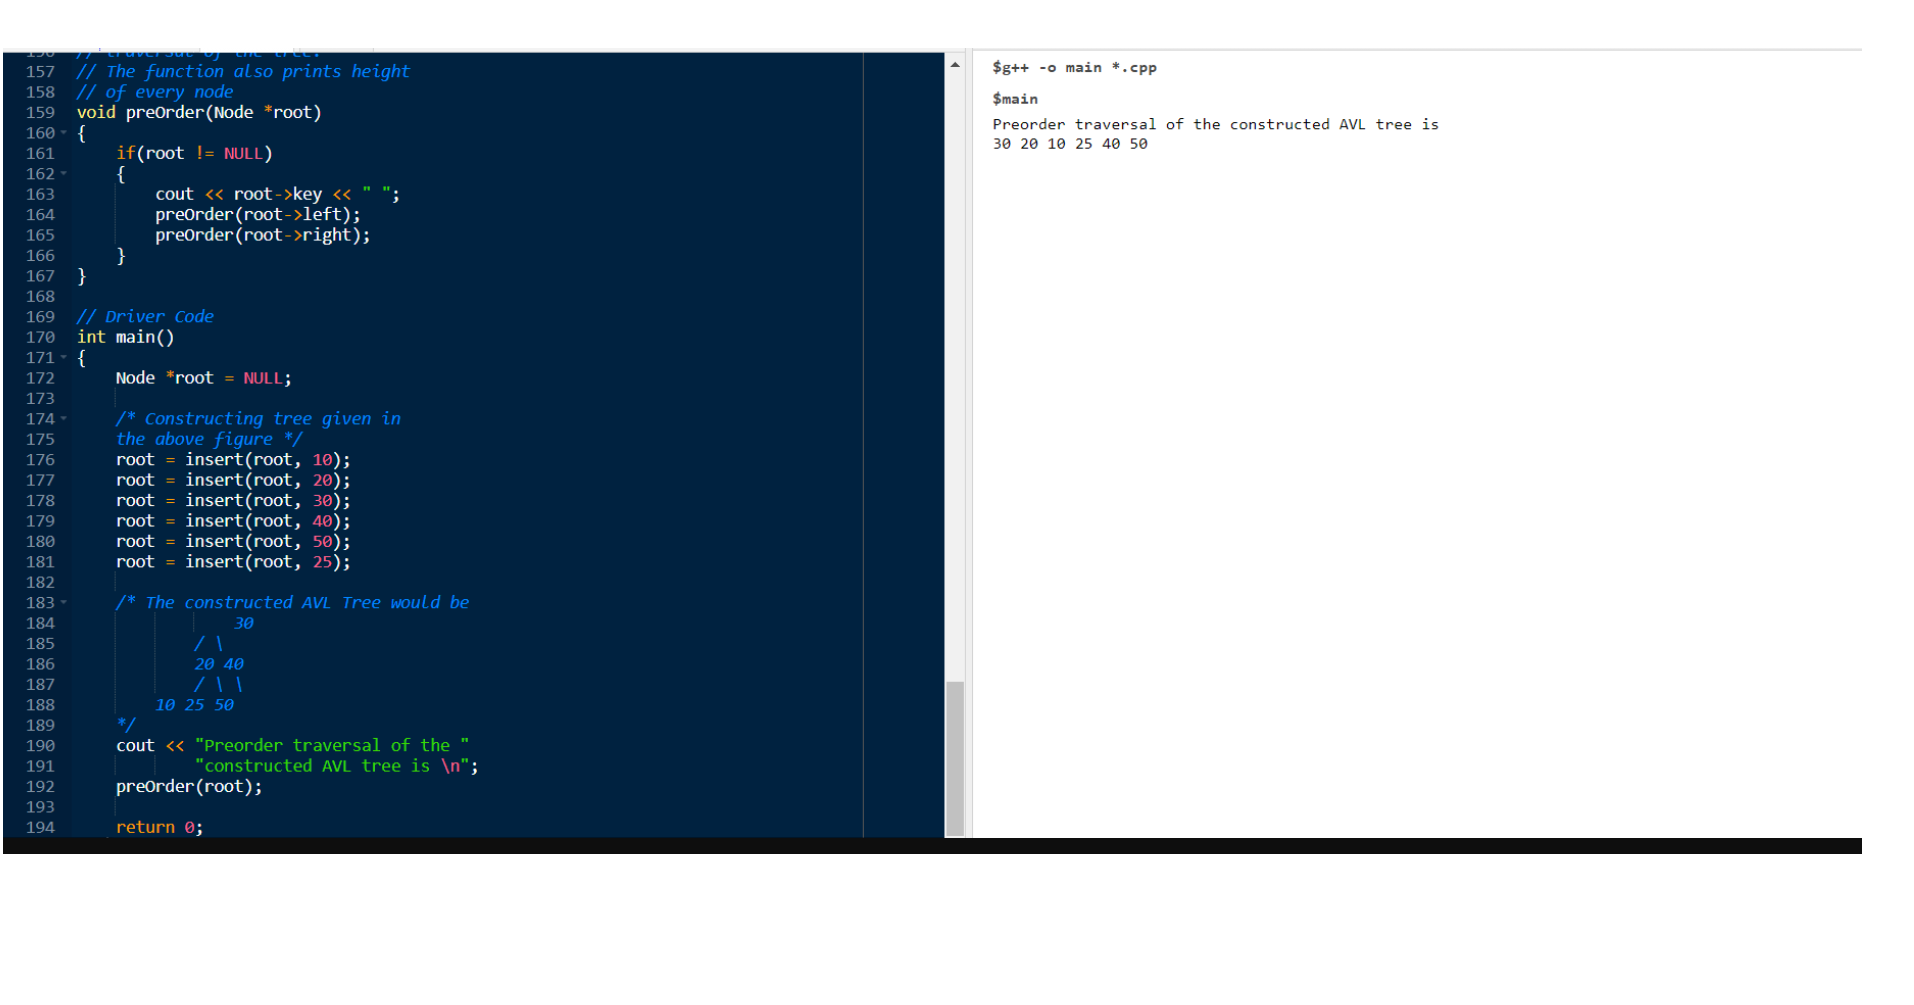 // traversal of the tree.
157 // The function also prints height
158 // of every node
159 void preOrder(Node *root)
160 {
161 if(root != NULL)
162 {
163 cout << root->key << " ";
164 preOrder(root->left);
165 preOrder(root->right);
166 }
167 }
168
169 // Driver Code
170 int main()
171 {
172 Node *root = NULL;
173
174 /* Constructing tree given in
175 the above figure */
176 root = insert(root, 10);
177 root = insert(root, 20);
178 root = insert(root, 30);
179 root = insert(root, 40);
180 root = insert(root, 50);
181 root = insert(root, 25);
182
183 /* The constructed AVL Tree would be
184 30
185 / \
186 20 40
187 / \ \
188 10 25 50
189 */
190 cout << "Preorder traversal of the "
191 "constructed AVL tree is \n";
192 preOrder(root);
193
194 return 0;
$g++ -o main *.cpp
$main
Preorder traversal of the constructed AVL tree is
30 20 10 25 40 50